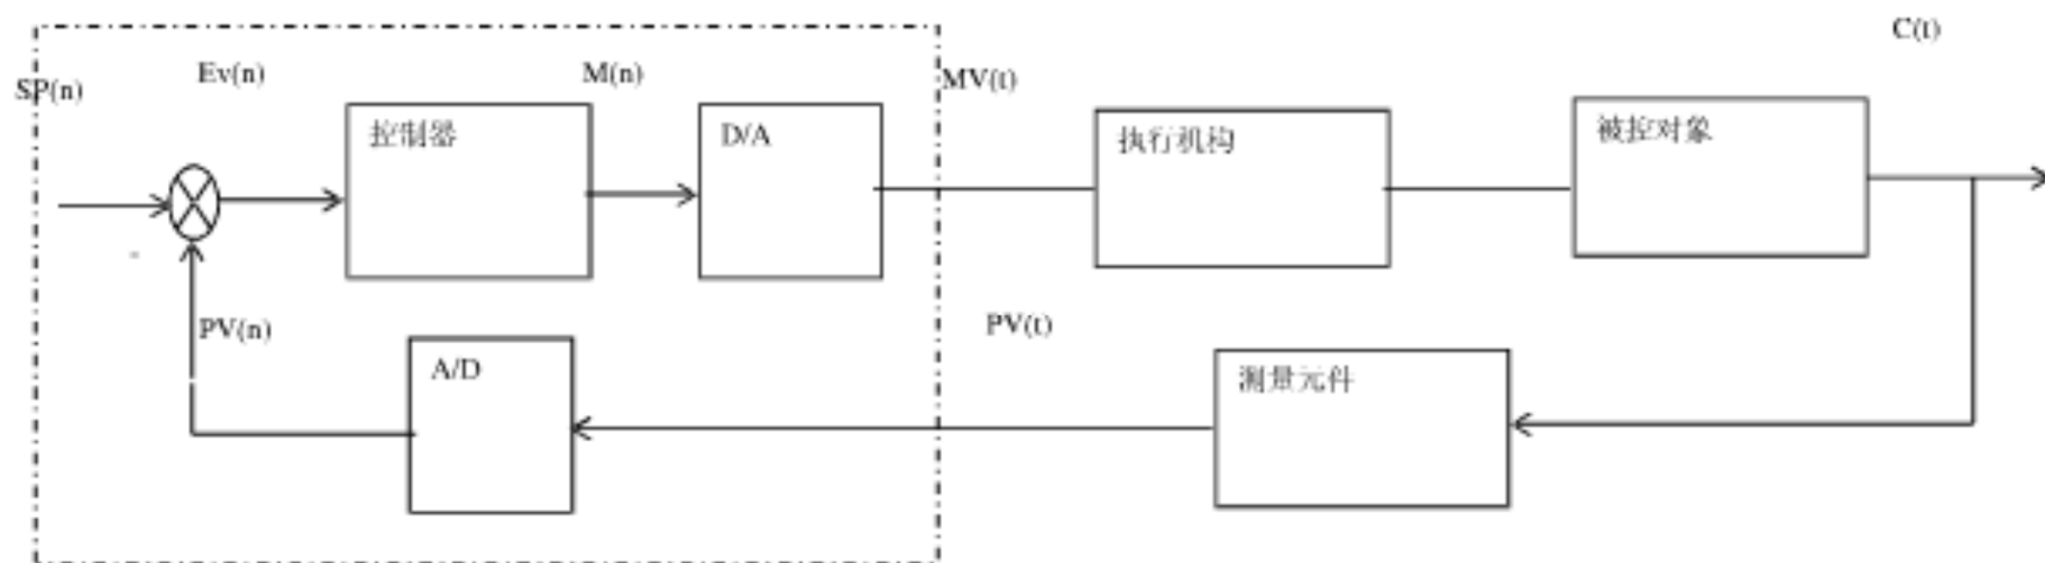 C(t)
SP(n)
Ev(n)
M(n)
MV(t)
控制器
D/A
执行机构
被控对象
-
PV(n)
PV(t)
A/D
测量元件